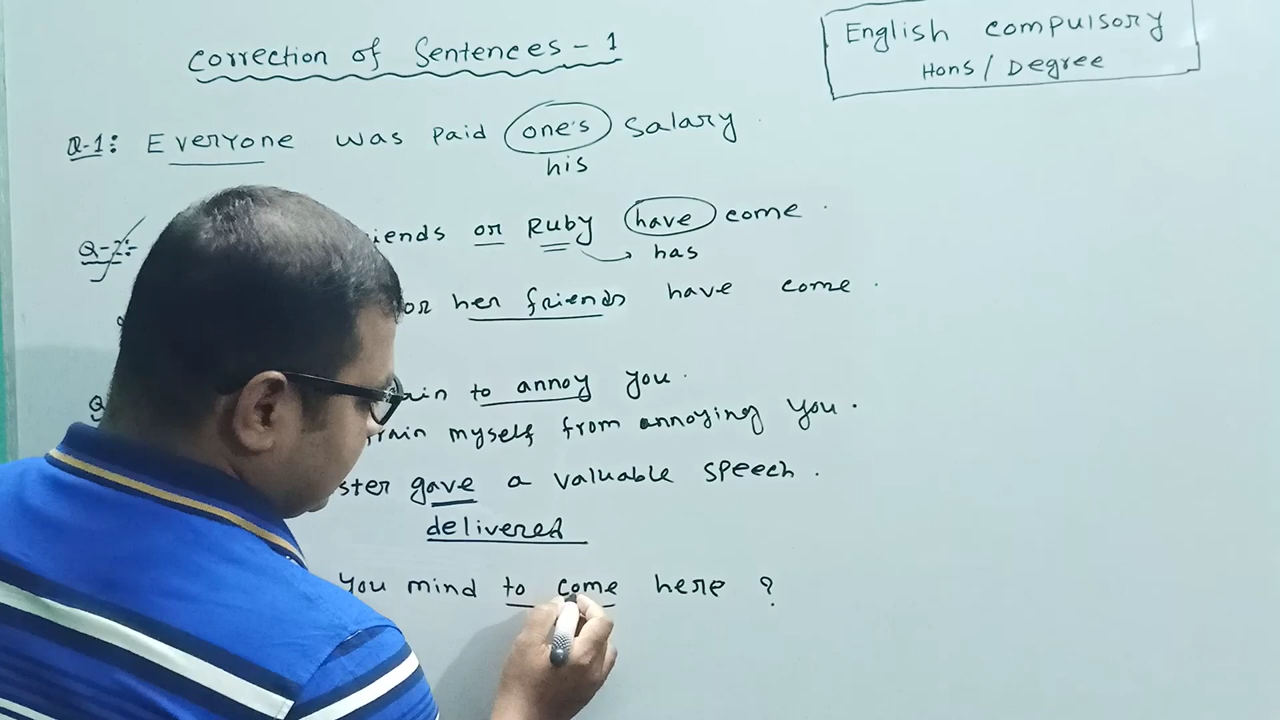 Correction of Sentences - 1
English compulsory
Hons / Degree
Q-1: Everyone was paid one's salary
his
Q-2:- or Ruby have come .
has
or her friends have come .
to annoy you .
myself from annoying you .
gave a valuable speech .
delivered
you mind to come here ?